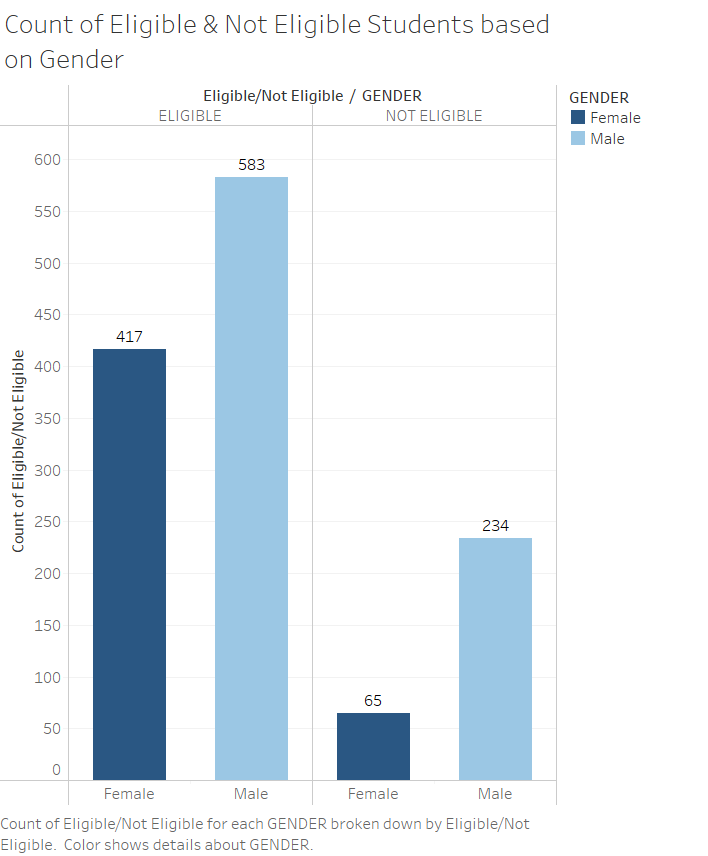 Count of Eligible & Not Eligible Students based
on Gender
Eligible/Not Eligible / GENDER
ELIGIBLE
NOT ELIGIBLE
GENDER
Female
Male
Count of Eligible/Not Eligible
600
550
500
450
400
350
300
250
200
150
100
50
0
417
583
65
234
Female
Male
Female
Male
Count of Eligible/Not Eligible for each GENDER broken down by Eligible/Not
Eligible. Color shows details about GENDER.